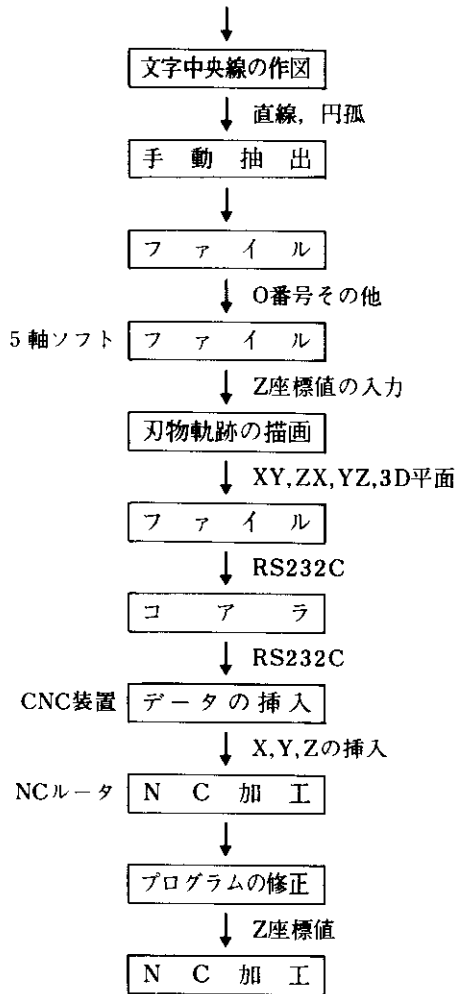 文字中央線の作図
直線, 円孤
手動抽出
ファイル
O番号その他
5軸ソフト ファイル
Z座標値の入力
刃物軌跡の描画
XY,ZX,YZ,3D平面
ファイル
RS232C
コアラ
RS232C
CNC装置 データの挿入
X,Y,Zの挿入
NCルータ NC加工
プログラムの修正
Z座標値
NC加工